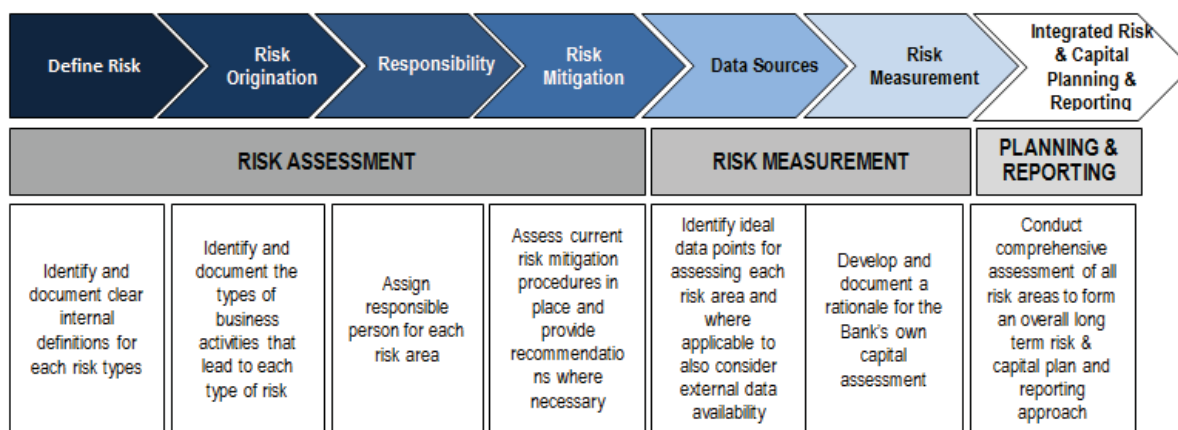 Define Risk
Risk
Origination
Responsibility
Risk
Mitigation
Data Sources
Risk
Measurement
Integrated Risk
& Capital
Planning &
Reporting
RISK ASSESSMENT
RISK MEASUREMENT
PLANNING &
REPORTING
Identify and
document clear
internal
definitions for
each risk types
Identify and
document the
types of
business
activities that
lead to each
type of risk
Assign
responsible
person for each
risk area
Assess current
risk mitigation
procedures in
place and
provide
recommendatio
ns where
necessary
Identify ideal
data points for
assessing each
risk area and
where
applicable to
also consider
external data
availability
Develop and
document a
rationale for the
Bank's own
capital
assessment
Conduct
comprehensive
assessment of all
risk areas to form
an overall long
term risk &
capital plan and
reporting
approach